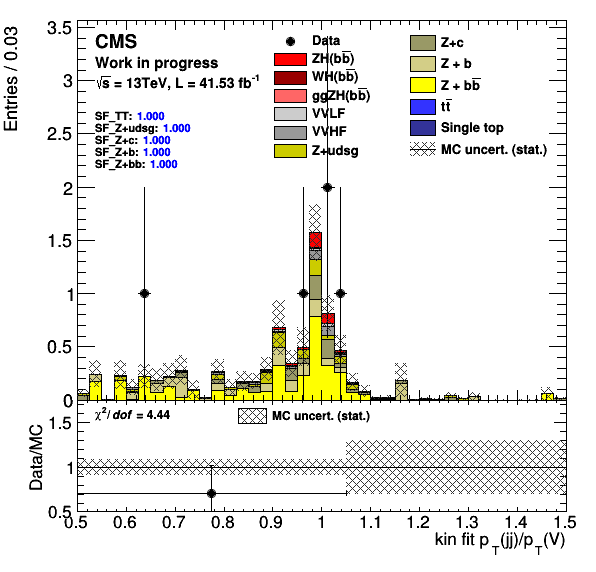 CMS
Work in progress
√s = 13TeV, L = 41.53 fb⁻¹
SF_TT: 1.000
SF_Z+udsg: 1.000
SF_Z+c: 1.000
SF_Z+b: 1.000
SF_Z+bb: 1.000
Data
ZH(bb̅)
WH(bb̅)
ggZH(bb̅)
VVLF
VVHF
Z+udsg
Z+c
Z + b
Z + bb̅
tt̅
Single top
MC uncert. (stat.)
Entries / 0.03
3.5
3
2.5
2
1.5
1
0.5
0
χ²/dof = 4.44
MC uncert. (stat.)
Data/MC
1.5
1
0.5
0.5 0.6 0.7 0.8 0.9 1 1.1 1.2 1.3 1.4 1.5
kin fit p_T(jj)/p_T(V)